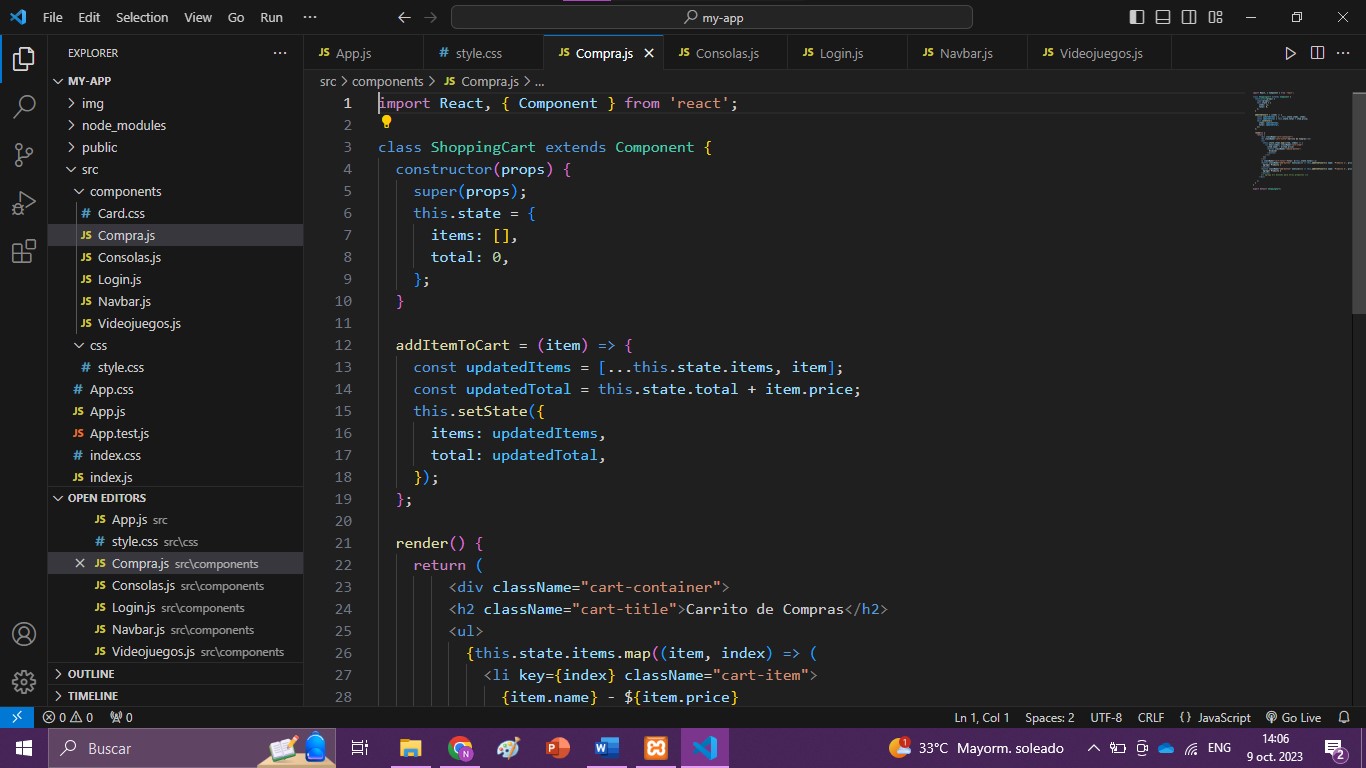 File Edit Selection View Go Run ··· my-app
EXPLORER ···
MY-APP
img
node_modules
public
src
components
# Card.css
JS Compra.js
JS Consolas.js
JS Login.js
JS Navbar.js
JS Videojuegos.js
css
# style.css
# App.css
JS App.js
JS App.test.js
# index.css
JS index.js
OPEN EDITORS
JS App.js src
# style.css src\css
JS Compra.js src\components
JS Consolas.js src\components
JS Login.js src\components
JS Navbar.js src\components
JS Videojuegos.js src\components
OUTLINE
TIMELINE
JS App.js # style.css JS Compra.js JS Consolas.js JS Login.js JS Navbar.js JS Videojuegos.js ···
src > components > JS Compra.js > ...
1 import React, { Component } from 'react';
2
3 class ShoppingCart extends Component {
4 constructor(props) {
5 super(props);
6 this.state = {
7 items: [],
8 total: 0,
9 };
10 }
11
12 addItemToCart = (item) => {
13 const updatedItems = [...this.state.items, item];
14 const updatedTotal = this.state.total + item.price;
15 this.setState({
16 items: updatedItems,
17 total: updatedTotal,
18 });
19 };
20
21 render() {
22 return (
23 <div className="cart-container">
24 <h2 className="cart-title">Carrito de Compras</h2>
25 <ul>
26 {this.state.items.map((item, index) => (
27 <li key={index} className="cart-item">
28 {item.name} - ${item.price}
0 0 0 Ln 1, Col 1 Spaces: 2 UTF-8 CRLF {} JavaScript Go Live
Buscar N 1 33°C Mayorm. soleado ENG 14:06
9 oct. 2023 2